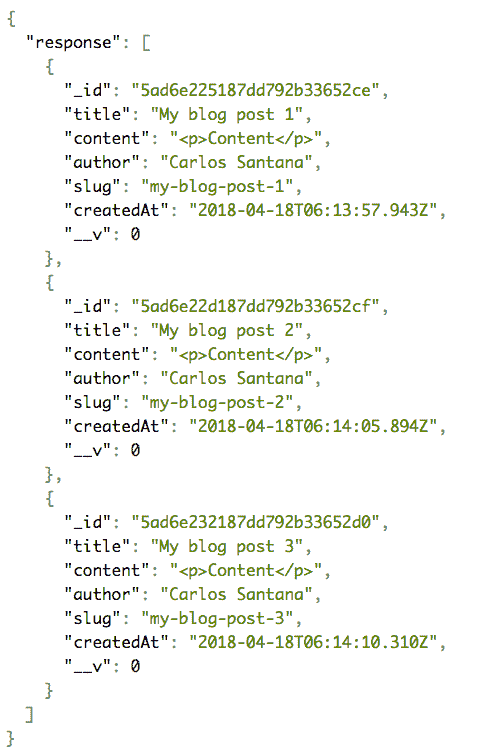 {
  "response": [
    {
      "_id": "5ad6e225187dd792b33652ce",
      "title": "My blog post 1",
      "content": "<p>Content</p>",
      "author": "Carlos Santana",
      "slug": "my-blog-post-1",
      "createdAt": "2018-04-18T06:13:57.943Z",
      "__v": 0
    },
    {
      "_id": "5ad6e22d187dd792b33652cf",
      "title": "My blog post 2",
      "content": "<p>Content</p>",
      "author": "Carlos Santana",
      "slug": "my-blog-post-2",
      "createdAt": "2018-04-18T06:14:05.894Z",
      "__v": 0
    },
    {
      "_id": "5ad6e232187dd792b33652d0",
      "title": "My blog post 3",
      "content": "<p>Content</p>",
      "author": "Carlos Santana",
      "slug": "my-blog-post-3",
      "createdAt": "2018-04-18T06:14:10.310Z",
      "__v": 0
    }
  ]
}